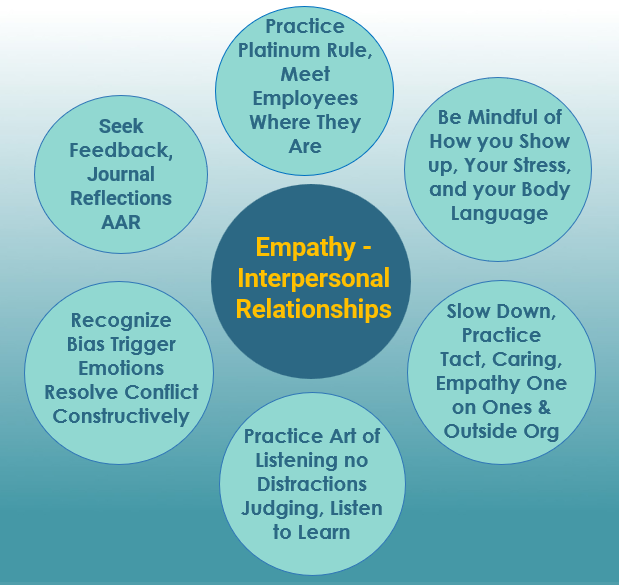 Practice
Platinum Rule,
Meet
Employees
Where They
Are
Be Mindful of
How you Show
up, Your Stress,
and your Body
Language
Seek
Feedback,
Journal
Reflections
AAR
Empathy -
Interpersonal
Relationships
Slow Down,
Practice
Tact, Caring,
Empathy One
on Ones &
Outside Org
Recognize
Bias Trigger
Emotions
Resolve Conflict
Constructively
Practice Art of
Listening no
Distractions
Judging, Listen
to Learn